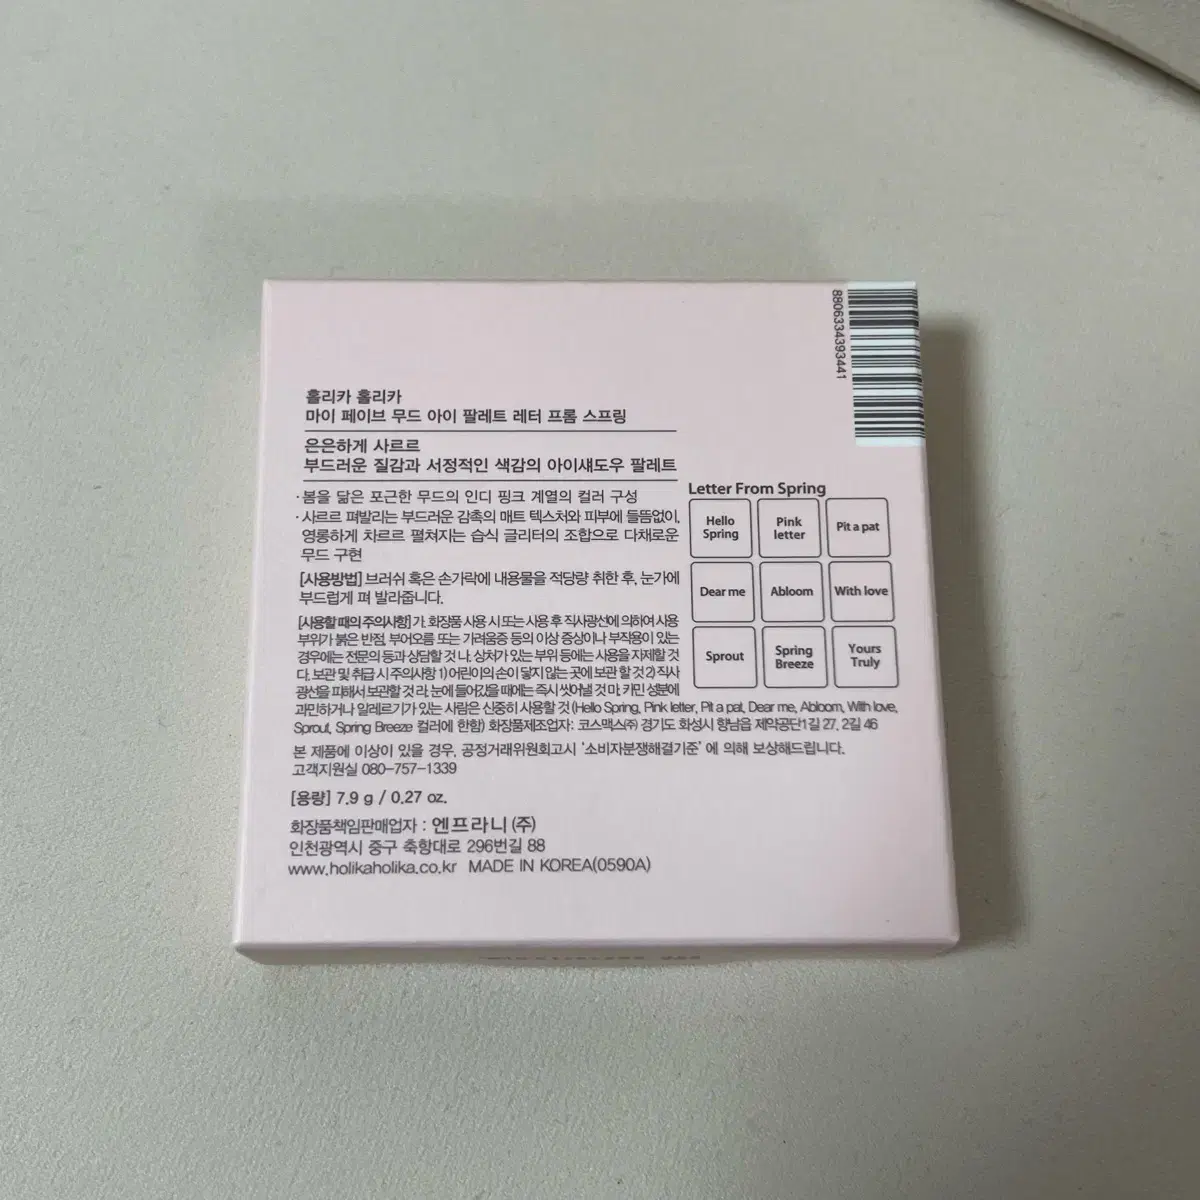 8806334393441
홀리카 홀리카
마이 페이브 무드 아이 팔레트 레터 프롬 스프링
은은하게 사르르
부드러운 질감과 서정적인 색감의 아이섀도우 팔레트
· 봄을 닮은 포근한 무드의 인디 핑크 계열의 컬러 구성
· 사르르 펴발리는 부드러운 감촉의 매트 텍스처와 피부에 들뜸없이,
영롱하게 차르르 펼쳐지는 습식 글리터의 조합으로 다채로운
무드 구현
[사용방법] 브러쉬 혹은 손가락에 내용물을 적당량 취한 후, 눈가에
부드럽게 펴 발라줍니다.
Letter From Spring
Hello
Spring
Pink
letter
Pit a pat
Dear me
Abloom
With love
Sprout
Spring
Breeze
Yours
Truly
[사용할 때의 주의사항] 가. 화장품 사용 시 또는 사용 후 직사광선에 의하여 사용
부위가 붉은 반점, 부어오름 또는 가려움증 등의 이상 증상이나 부작용이 있는
경우에는 전문의 등과 상담할 것 나. 상처가 있는 부위 등에는 사용을 자제할 것
다. 보관 및 취급 시 주의사항 1) 어린이의 손이 닿지 않는 곳에 보관 할 것 2) 직사
광선을 피해서 보관할 것 라. 눈에 들어갔을 때에는 즉시 씻어낼 것 마. 카민 성분에
과민하거나 알레르기가 있는 사람은 신중히 사용할 것 (Hello Spring, Pink letter, Pit a pat, Dear me, Abloom, With love,
Sprout, Spring Breeze 컬러에 한함) 화장품제조업자: 코스맥스㈜ 경기도 화성시 향남읍 제약공단1길 27, 2길 46
본 제품에 이상이 있을 경우, 공정거래위원회고시 '소비자분쟁해결기준' 에 의해 보상해드립니다.
고객지원실 080-757-1339
[용량] 7.9 g / 0.27 oz.
화장품책임판매업자 : 엔프라니 (주)
인천광역시 중구 축항대로 296번길 88
www.holikaholika.co.kr MADE IN KOREA(0590A)